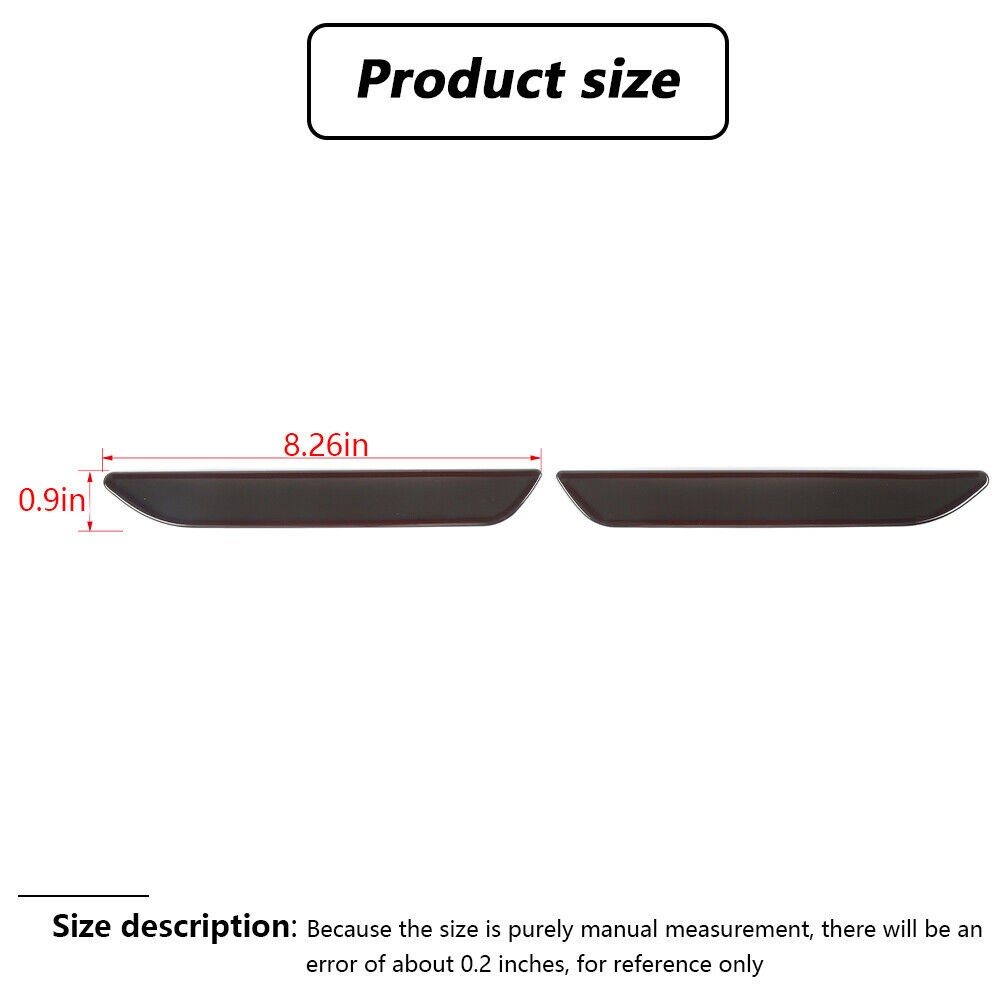 Product size
8.26in
0.9in
Size description: Because the size is purely manual measurement, there will be an
error of about 0.2 inches, for reference only